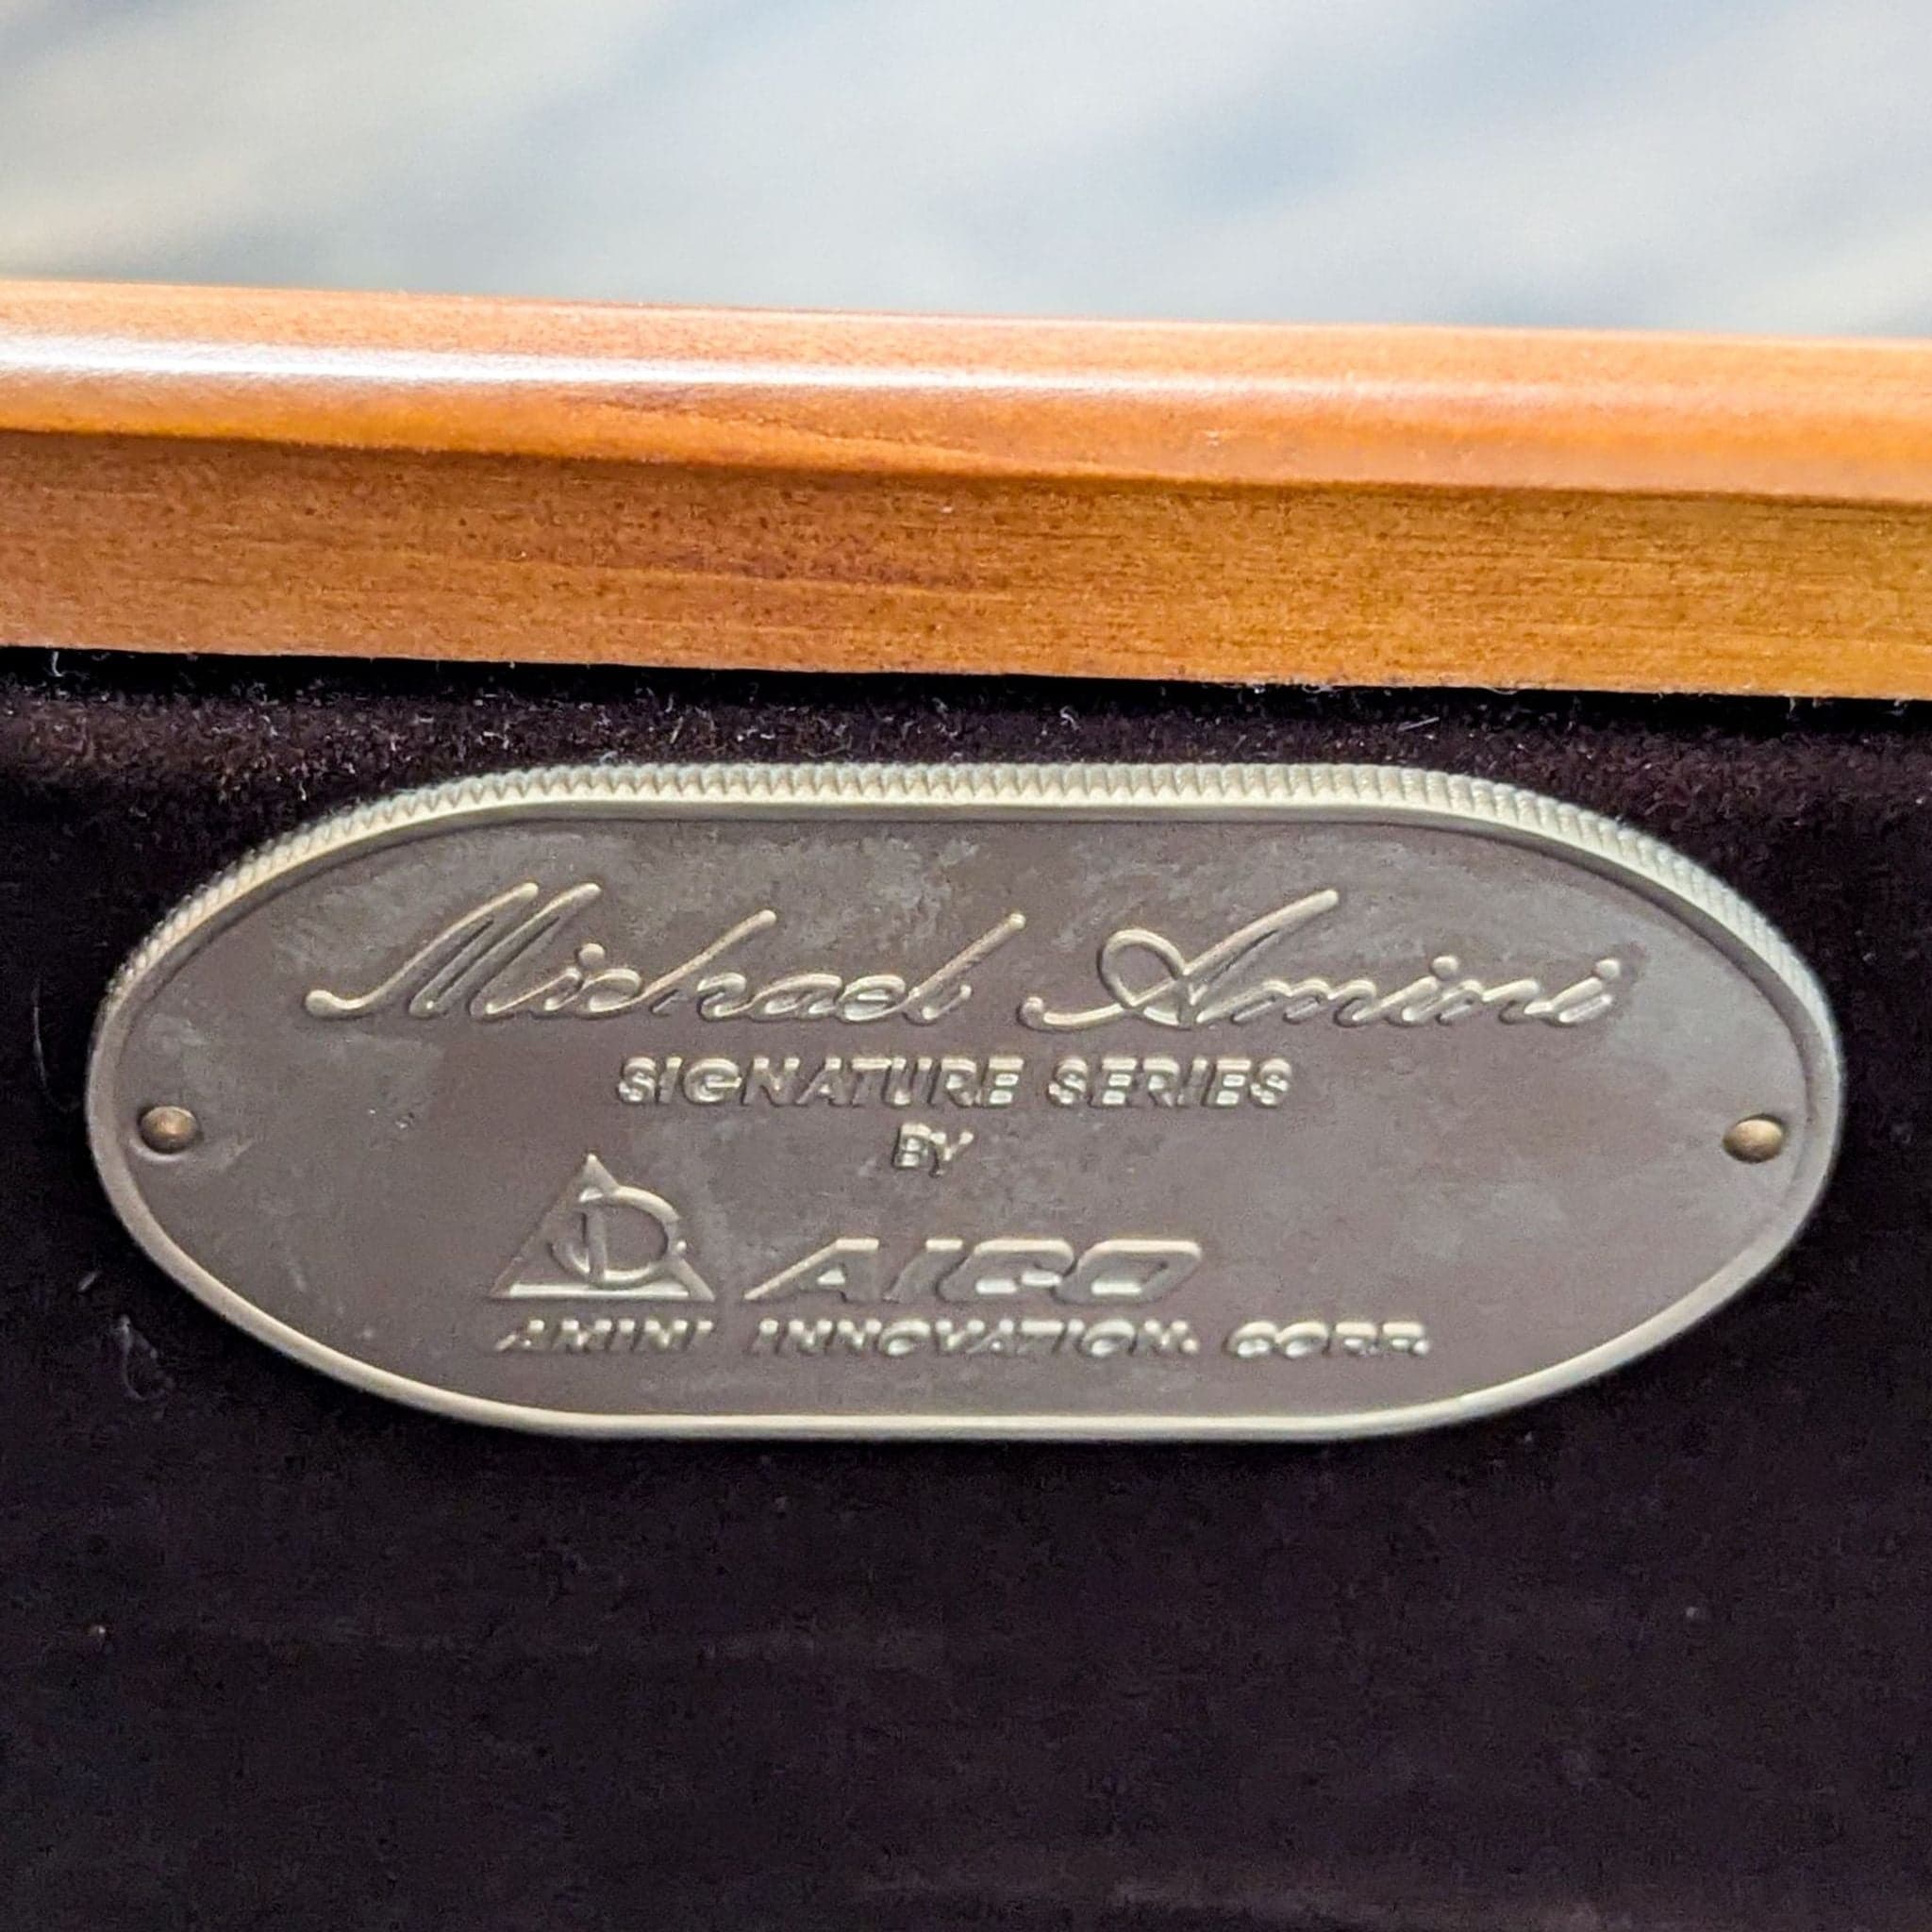 Michael Amini
SIGNATURE SERIES
BY
AICO
AMINI INNOVATION. CORP.